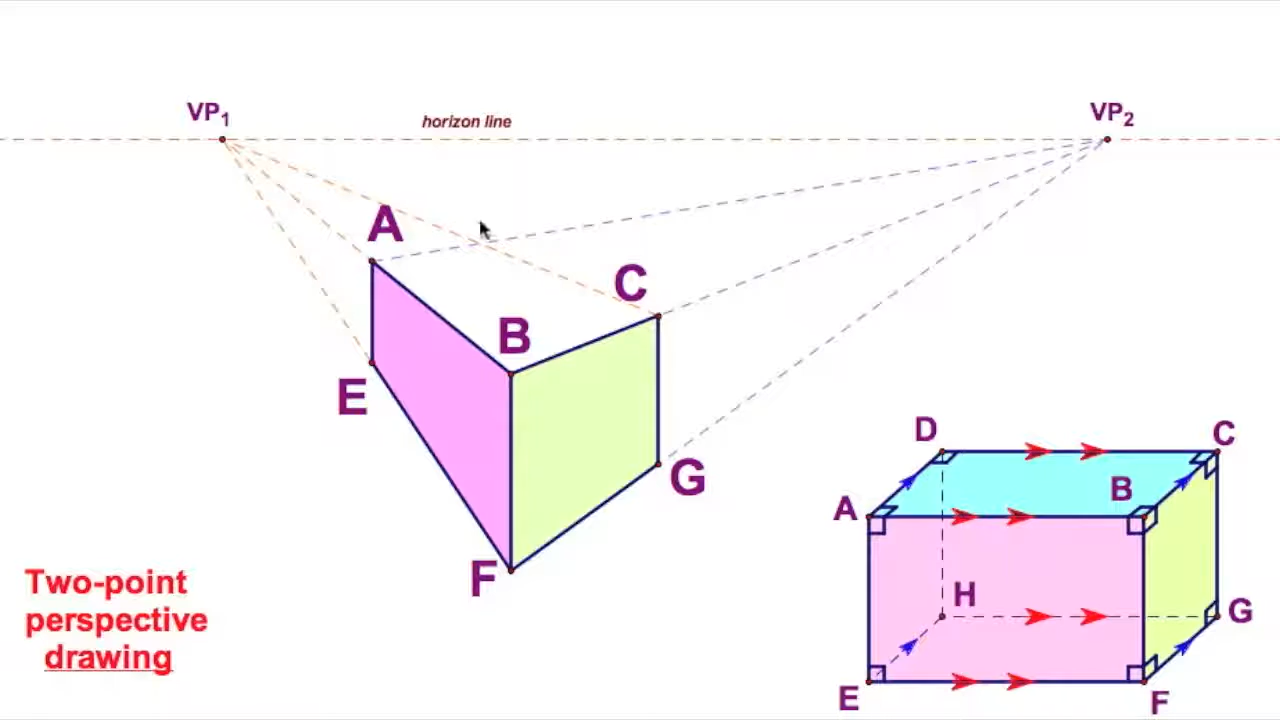 VP1
horizon line
VP2
A
C
B
E
G
F
Two-point
perspective
drawing
D
C
A
B
H
G
E
F